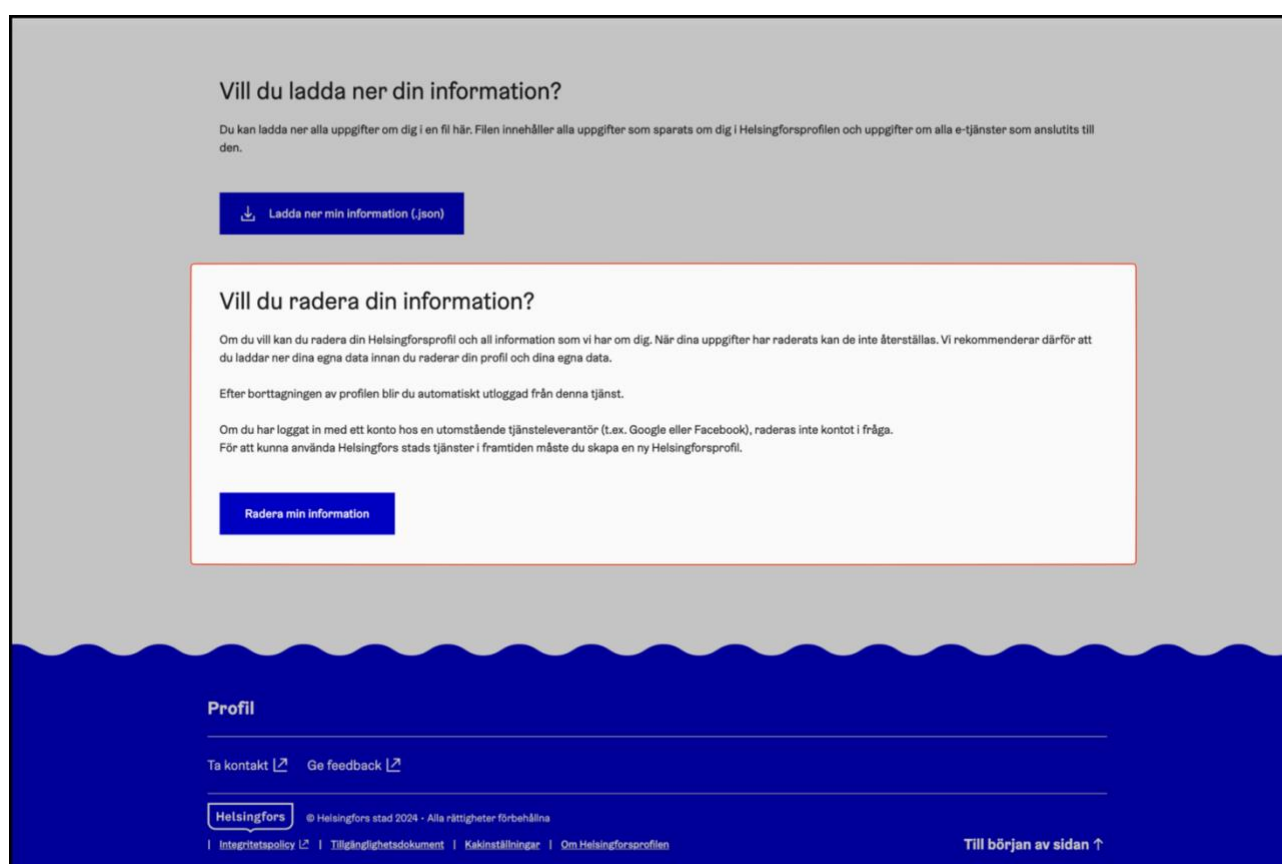 Vill du ladda ner din information?
Du kan ladda ner alla uppgifter om dig i en fil här. Filen innehåller alla uppgifter som sparats om dig i Helsingforsprofilen och uppgifter om alla e-tjänster som anslutits till
den.
Ladda ner min information (.json)
Vill du radera din information?
Om du vill kan du radera din Helsingforsprofil och all information som vi har om dig. När dina uppgifter har raderats kan de inte återställas. Vi rekommenderar därför att
du laddar ner dina egna data innan du raderar din profil och dina egna data.
Efter borttagningen av profilen blir du automatiskt utloggad från denna tjänst.
Om du har loggat in med ett konto hos en utomstående tjänsteleverantör (t.ex. Google eller Facebook), raderas inte kontot i fråga.
För att kunna använda Helsingfors stads tjänster i framtiden måste du skapa en ny Helsingforsprofil.
Radera min information
Profil
Ta kontakt Ge feedback
Helsingfors © Helsingfors stad 2024 • Alla rättigheter förbehållna
| Integritetspolicy | Tillgänglighetsdokument | Kakinställningar | Om Helsingforsprofilen Till början av sidan ↑